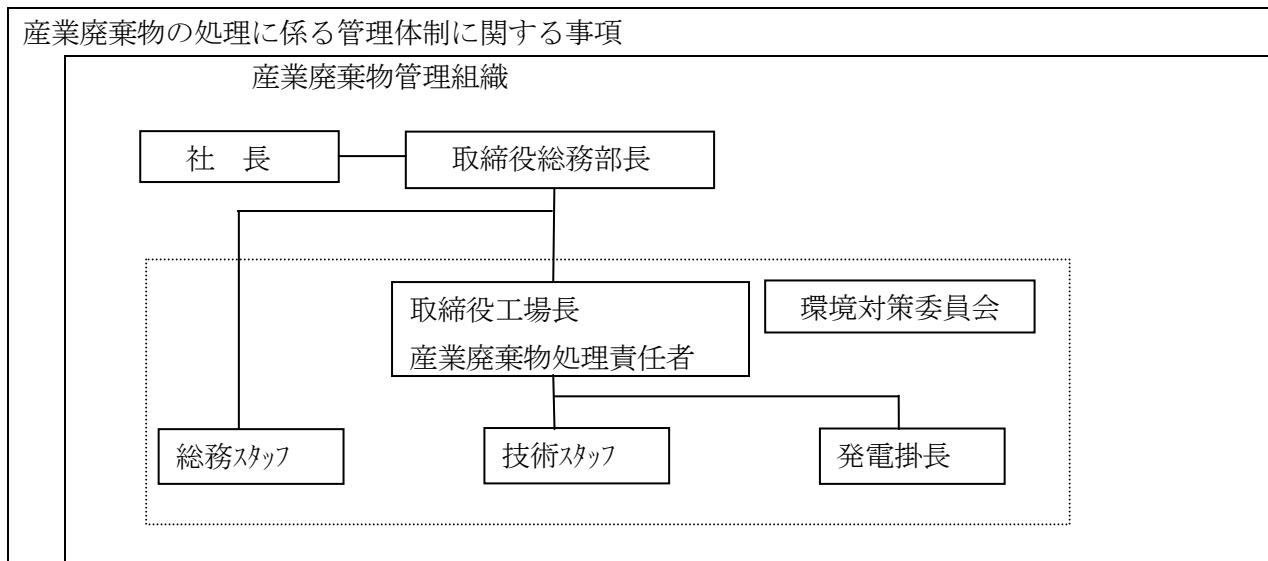 産業廃棄物の処理に係る管理体制に関する事項
産業廃棄物管理組織
社　長
取締役総務部長
取締役工場長
産業廃棄物処理責任者
環境対策委員会
総務ｽﾀｯﾌ
技術ｽﾀｯﾌ
発電掛長